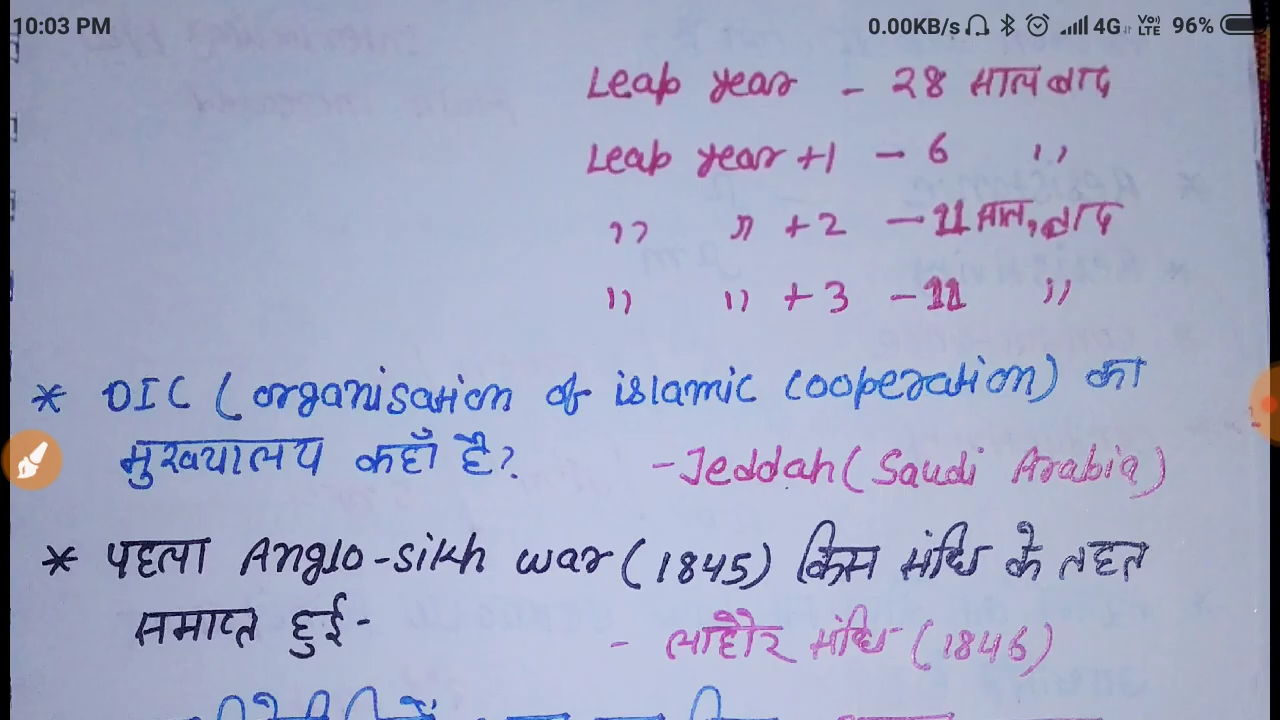 10:03 PM 0.00KB/s 4G VoLTE 96%
Leap year - 28 साल बाद
Leap year +1 - 6 ,,
,, ,, +2 - 11 साल बाद
,, ,, +3 - 11 ,,
* OIC (organisation of islamic cooperation) का
मुख्यालय कहाँ है?
- Jeddah (Saudi Arabia)
* पहला Anglo-sikh war (1845) किस संधि के तहत
समाप्त हुई -
- लाहौर संधि (1846)